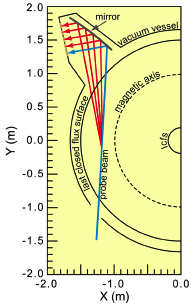 mirror
vacuum vessel
magnetic axis
lcfs
last closed flux surface
probe beam
Y (m)
2.0
1.5
1.0
0.5
0.0
-0.5
-1.0
-1.5
-2.0
-2.0
-1.5
-1.0
-0.5
0.0
X (m)